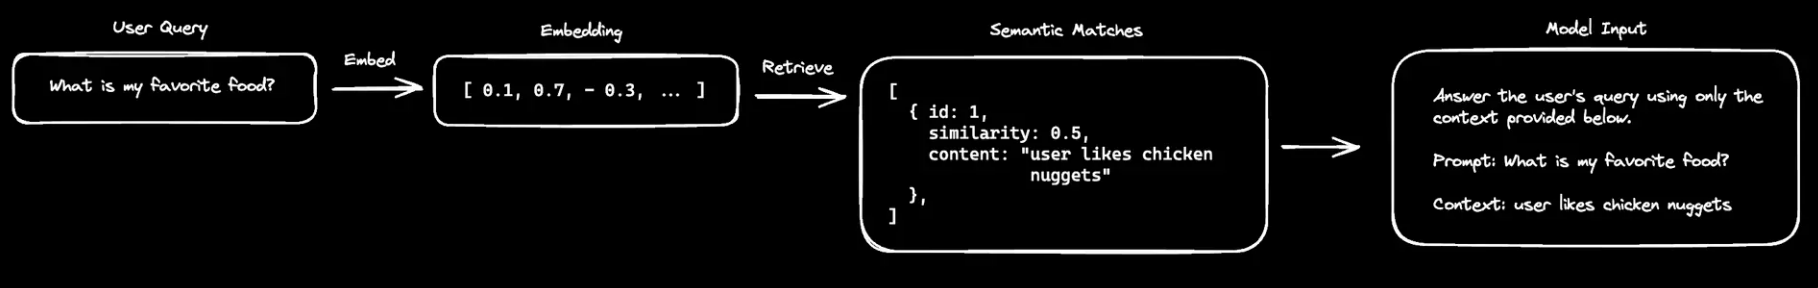 User Query
What is my favorite food?
Embed
Embedding
[ 0.1, 0.7, - 0.3, ... ]
Retrieve
Semantic Matches
[
{ id: 1,
similarity: 0.5,
content: "user likes chicken
nuggets"
},
]
Model Input
Answer the user's query using only the
context provided below.
Prompt: What is my favorite food?
Context: user likes chicken nuggets